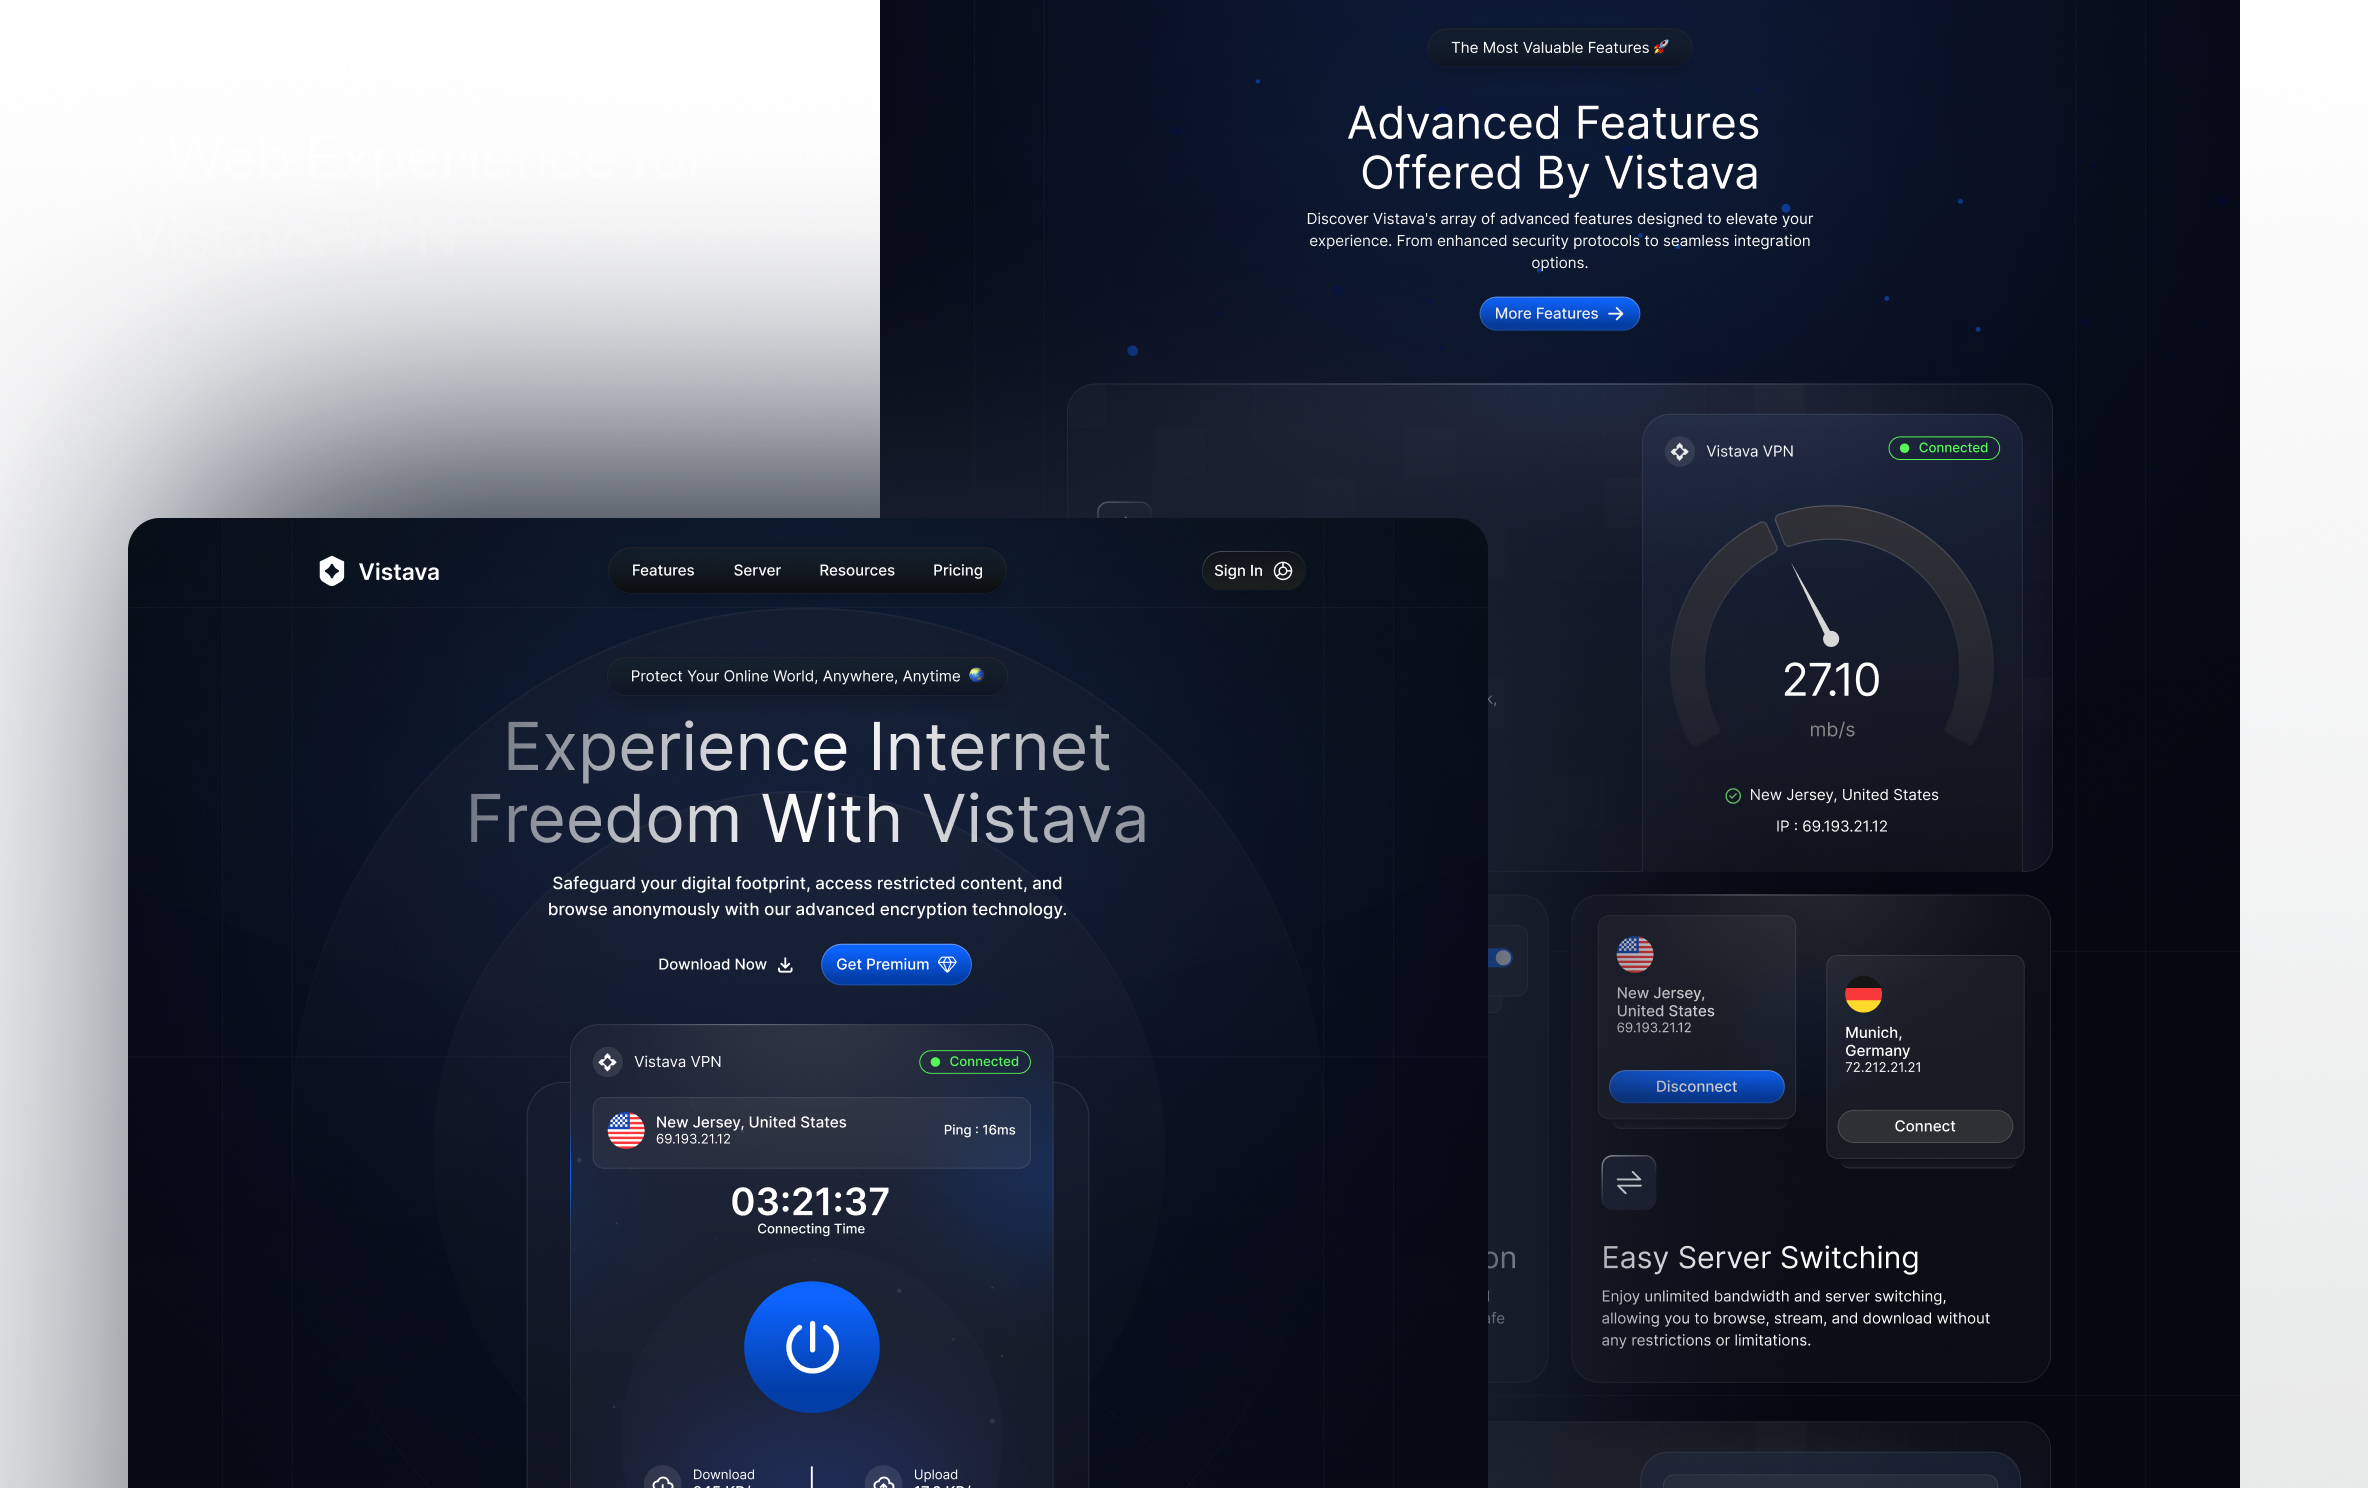 Web Experience for
Vistava VPN
The Most Valuable Features
Advanced Features
Offered By Vistava
Discover Vistava's array of advanced features designed to elevate your
experience. From enhanced security protocols to seamless integration
options.
More Features
Vistava VPN
Connected
27.10
mb/s
New Jersey, United States
IP : 69.193.21.12
New Jersey,
United States
69.193.21.12
Disconnect
Munich,
Germany
72.212.21.21
Connect
Easy Server Switching
Enjoy unlimited bandwidth and server switching,
allowing you to browse, stream, and download without
any restrictions or limitations.
Vistava
Features
Server
Resources
Pricing
Sign In
Protect Your Online World, Anywhere, Anytime
Experience Internet
Freedom With Vistava
Safeguard your digital footprint, access restricted content, and
browse anonymously with our advanced encryption technology.
Download Now
Get Premium
Vistava VPN
Connected
New Jersey, United States
69.193.21.12
Ping : 16ms
03:21:37
Connecting Time
Download
Upload